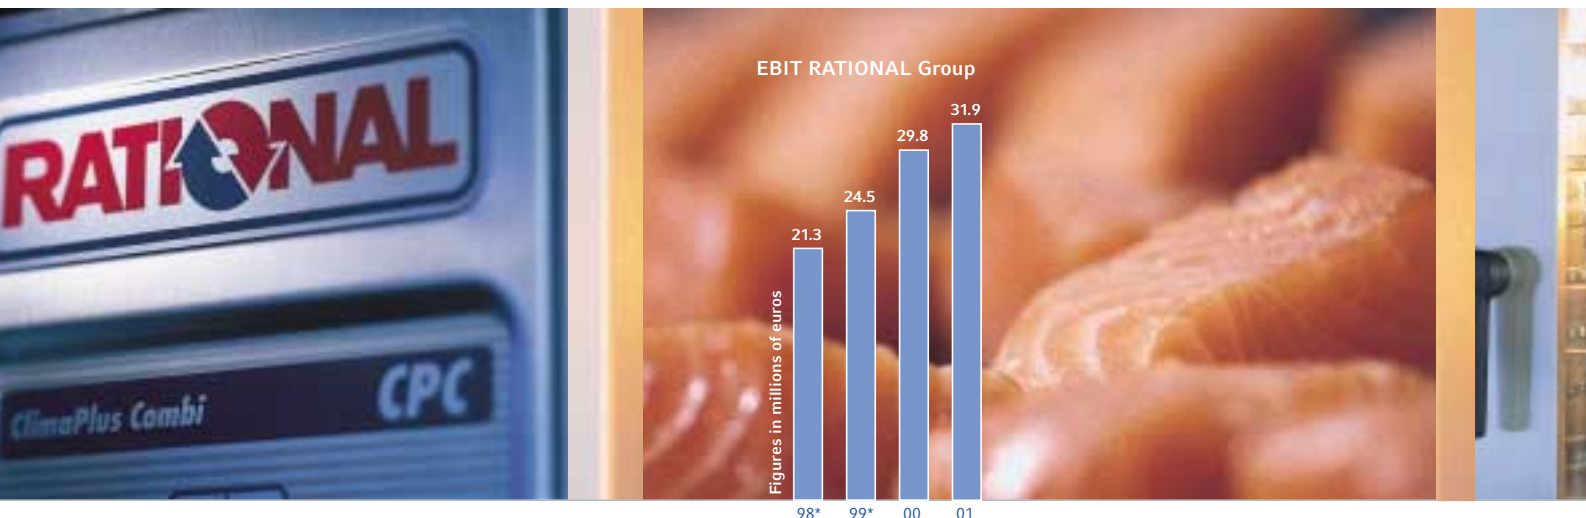 RATIONAL
ClimaPlus Combi
CPC
EBIT RATIONAL Group
31.9
29.8
24.5
21.3
Figures in millions of euros
98* 99* 00 01